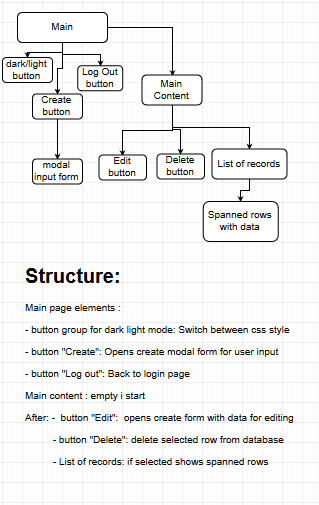 Main
dark/light
button
Log Out
button
Create
button
Main
Content
modal
input form
Edit
button
Delete
button
List of records
Spanned rows
with data
Structure:
Main page elements :
- button group for dark light mode: Switch between css style
- button "Create": Opens create modal form for user input
- button "Log out": Back to login page
Main content : empty i start
After: -  button "Edit":  opens create form with data for editing
- button "Delete": delete selected row from database
- List of records: if selected shows spanned rows